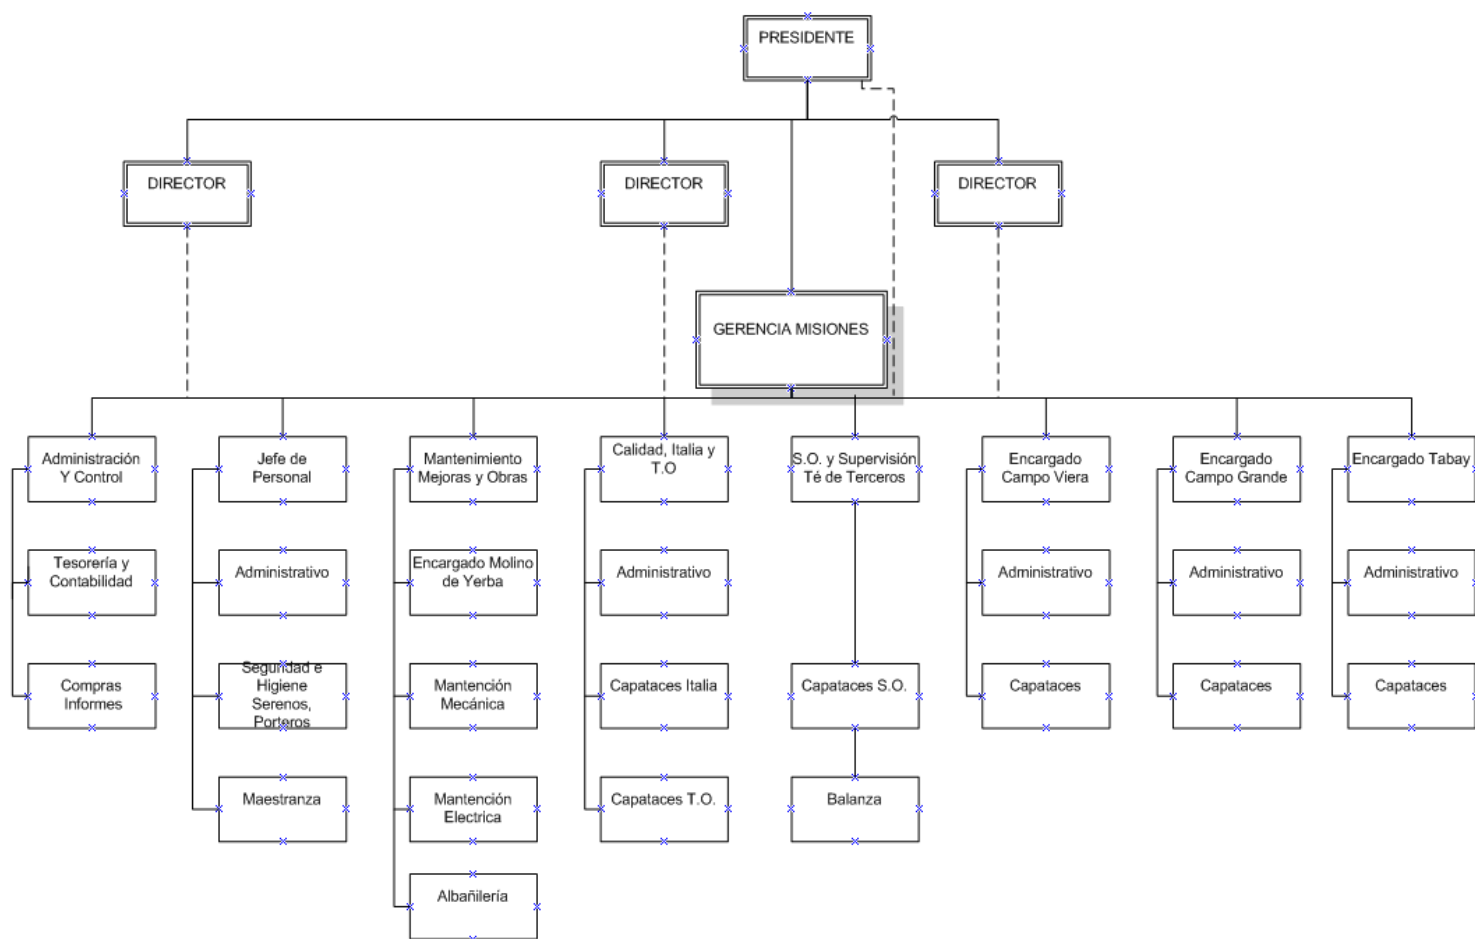 PRESIDENTE
DIRECTOR
DIRECTOR
DIRECTOR
GERENCIA MISIONES
Administración
Y Control
Jefe de
Personal
Mantenimiento
Mejoras y Obras
Calidad, Italia y
T.O
S.O. y Supervisión
Té de Terceros
Encargado
Campo Viera
Encargado
Campo Grande
Encargado Tabay
Tesorería y
Contabilidad
Administrativo
Encargado Molino
de Yerba
Administrativo
Administrativo
Administrativo
Administrativo
Compras
Informes
Seguridad e
Higiene
Serenos,
Porteros
Mantención
Mecánica
Capataces Italia
Capataces S.O.
Capataces
Capataces
Capataces
Maestranza
Mantención
Electrica
Capataces T.O.
Balanza
Albañilería